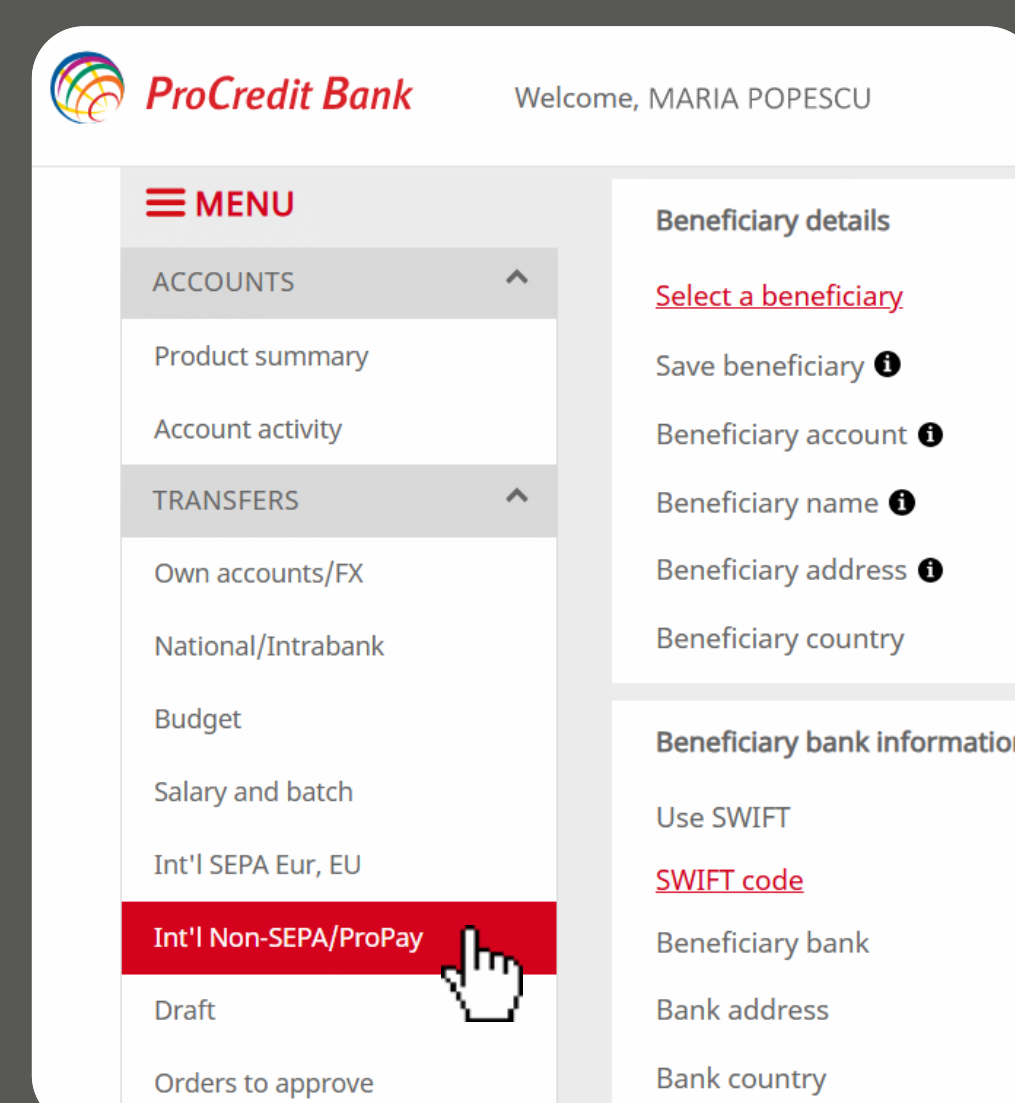 ProCredit Bank
Welcome, MARIA POPESCU
MENU
ACCOUNTS
Product summary
Account activity
TRANSFERS
Own accounts/FX
National/Intrabank
Budget
Salary and batch
Int'l SEPA Eur, EU
Int'l Non-SEPA/ProPay
Draft
Orders to approve
Beneficiary details
Select a beneficiary
Save beneficiary
Beneficiary account
Beneficiary name
Beneficiary address
Beneficiary country
Beneficiary bank information
Use SWIFT
SWIFT code
Beneficiary bank
Bank address
Bank country